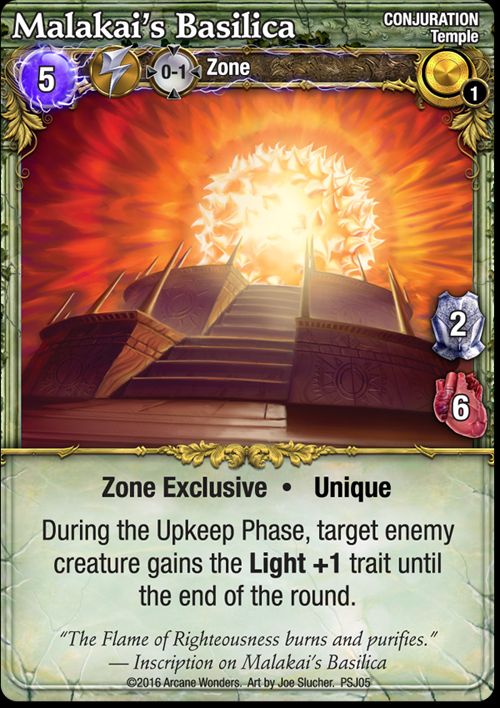 Malakai's Basilica
CONJURATION
Temple
5
0-1
Zone
1
2
6
Zone Exclusive • Unique
During the Upkeep Phase, target enemy
creature gains the Light +1 trait until
the end of the round.
“The Flame of Righteousness burns and purifies.”
— Inscription on Malakai's Basilica
©2016 Arcane Wonders. Art by Joe Slucher. PSJ05